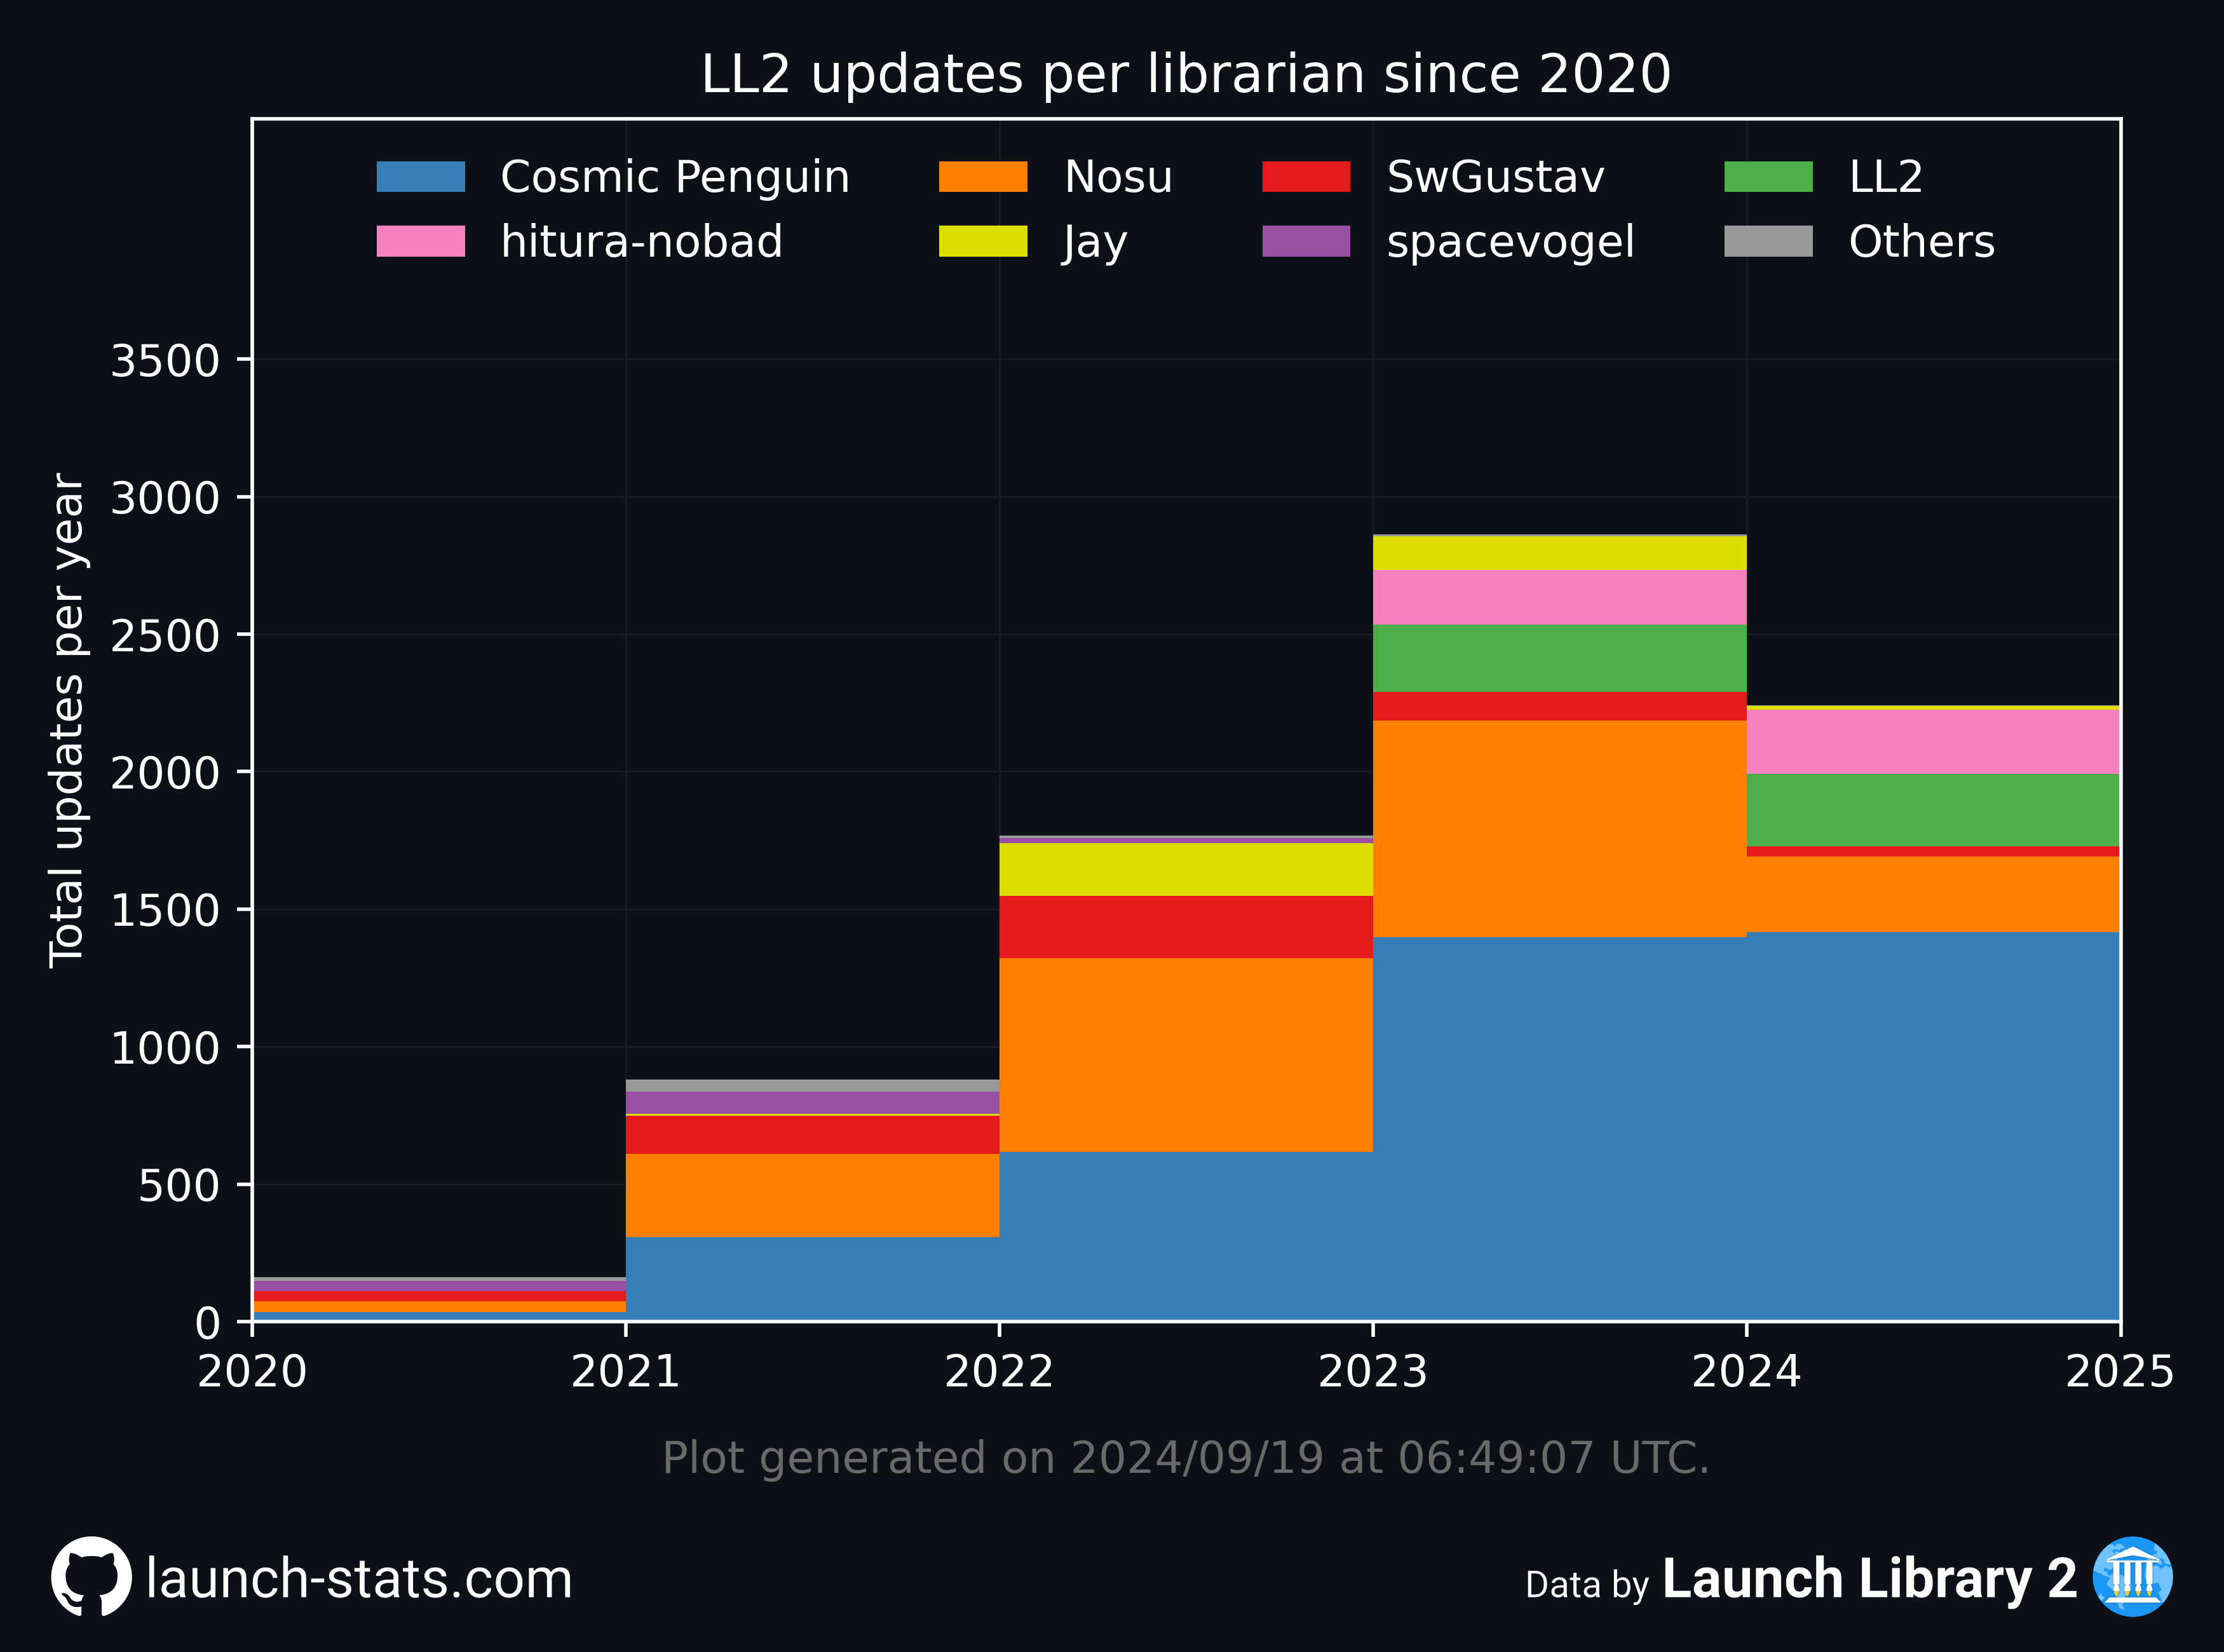 LL2 updates per librarian since 2020
Cosmic Penguin Nosu SwGustav LL2
hitura-nobad Jay spacevogel Others
Total updates per year
3500
3000
2500
2000
1500
1000
500
0
2020 2021 2022 2023 2024 2025
Plot generated on 2024/09/19 at 06:49:07 UTC.
launch-stats.com
Data by Launch Library 2